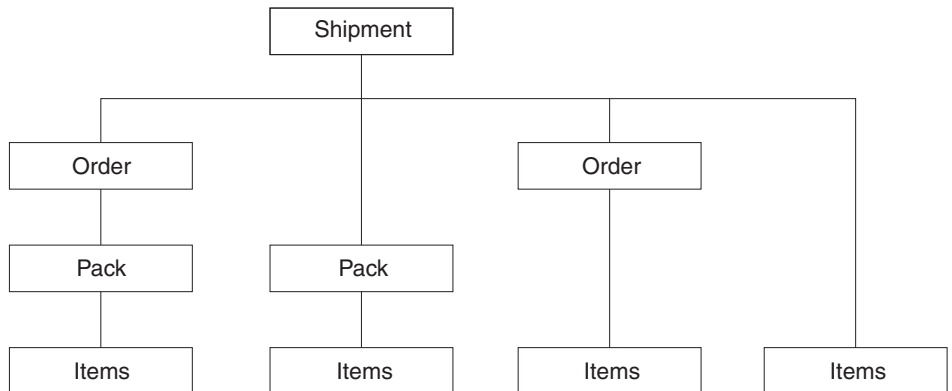 Shipment
Order
Order
Pack
Pack
Items
Items
Items
Items